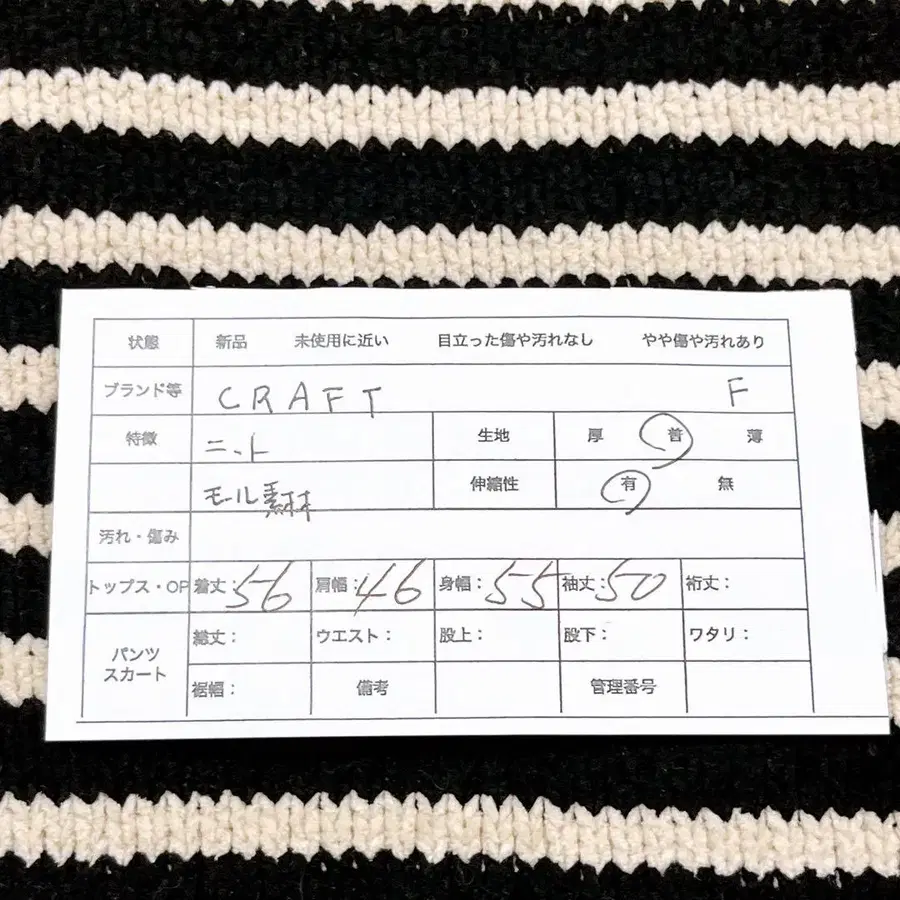 状態 新品 未使用に近い 目立った傷や汚れなし やや傷や汚れあり
ブランド等 CRAFT F
特徴 ニット 生地 厚 普 薄
モール素材 伸縮性 有 無
汚れ・傷み
トップス・OP 着丈：56 肩幅：46 身幅：55 袖丈：50 裄丈：
パンツ スカート 総丈： ウエスト： 股上： 股下： ワタリ：
裾幅： 備考 管理番号